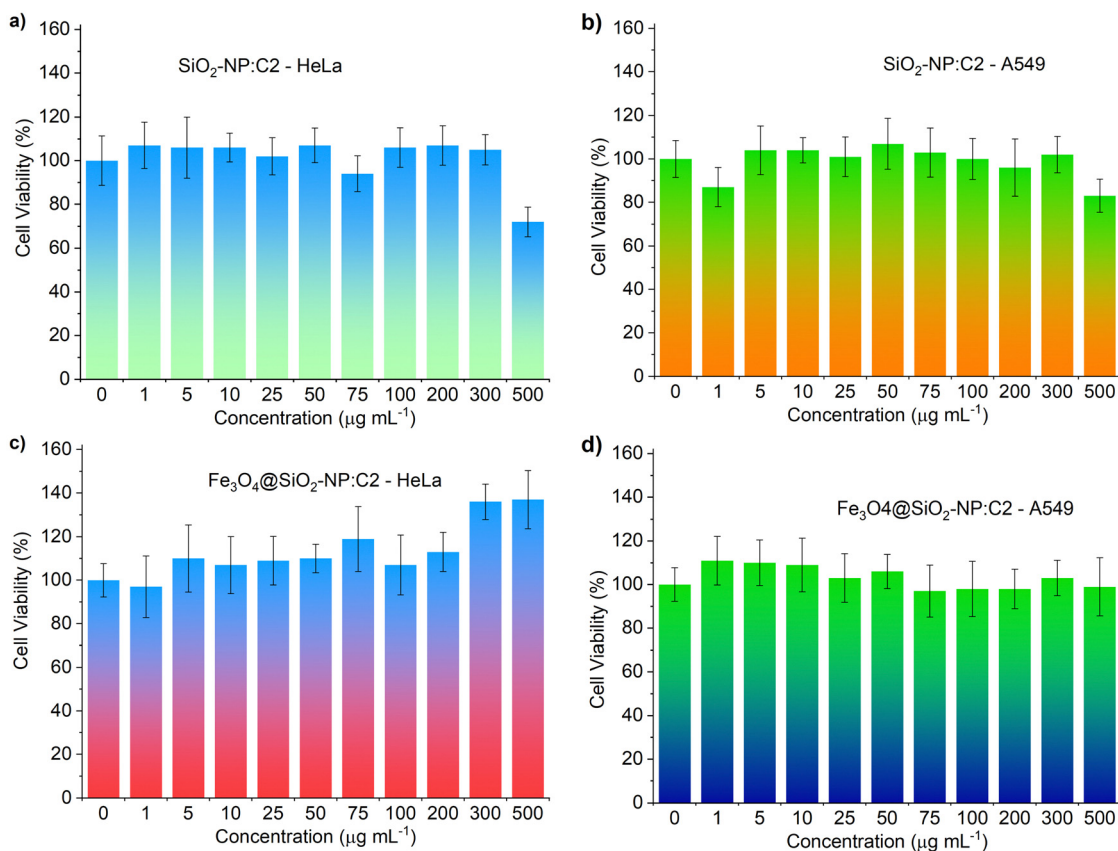 a)
SiO₂-NP:C2 - HeLa
Cell Viability (%)
160
140
120
100
80
60
40
20
0
0 1 5 10 25 50 75 100 200 300 500
Concentration (μg mL⁻¹)
b)
SiO₂-NP:C2 - A549
Cell Viability (%)
160
140
120
100
80
60
40
20
0
0 1 5 10 25 50 75 100 200 300 500
Concentration (μg mL⁻¹)
c)
Fe₃O₄@SiO₂-NP:C2 - HeLa
Cell Viability (%)
160
140
120
100
80
60
40
20
0
0 1 5 10 25 50 75 100 200 300 500
Concentration (μg mL⁻¹)
d)
Fe₃O4@SiO₂-NP:C2 - A549
Cell Viability (%)
160
140
120
100
80
60
40
20
0
0 1 5 10 25 50 75 100 200 300 500
Concentration (μg mL⁻¹)